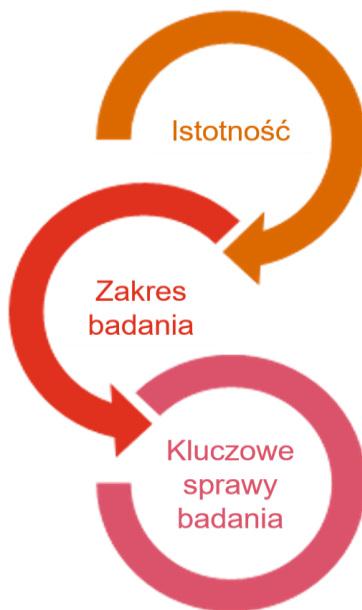 Istotność
Zakres
badania
Kluczowe
sprawy
badania